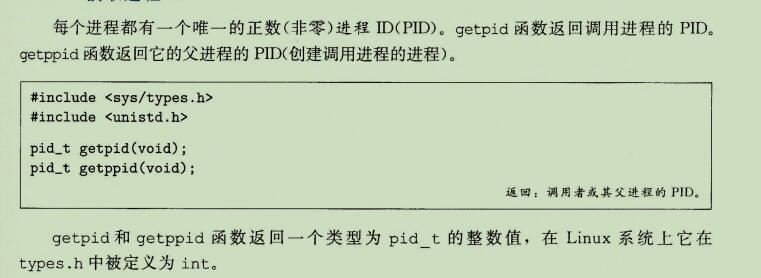 每个进程都有一个唯一的正数(非零)进程 ID(PID)。getpid 函数返回调用进程的 PID。
getppid 函数返回它的父进程的 PID(创建调用进程的进程)。
#include <sys/types.h>
#include <unistd.h>
pid_t getpid(void);
pid_t getppid(void);
返回：调用者或其父进程的 PID。
getpid 和 getppid 函数返回一个类型为 pid_t 的整数值，在 Linux 系统上它在
types.h 中被定义为 int。